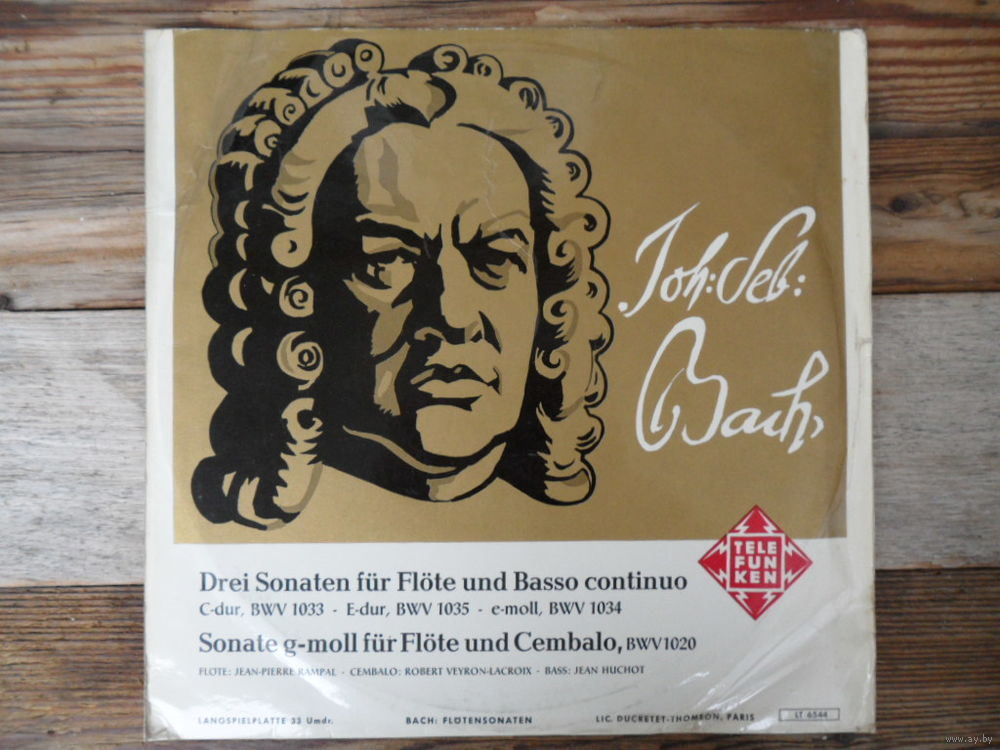 Joh: Seb:
Bach
TELE
FUN
KEN
Drei Sonaten für Flöte und Basso continuo
C-dur, BWV 1033 - E-dur, BWV 1035 - e-moll, BWV 1034
Sonate g-moll für Flöte und Cembalo, BWV 1020
FLÖTE: JEAN-PIERRE RAMPAL - CEMBALO: ROBERT VEYRON-LACROIX - BASS: JEAN HUCHOT
LANGSPIELPLATTE 33 Umdr. BACH: FLÖTENSONATEN LIC. DUCRETET-THOMSON, PARIS LT 6544
www.ay.by